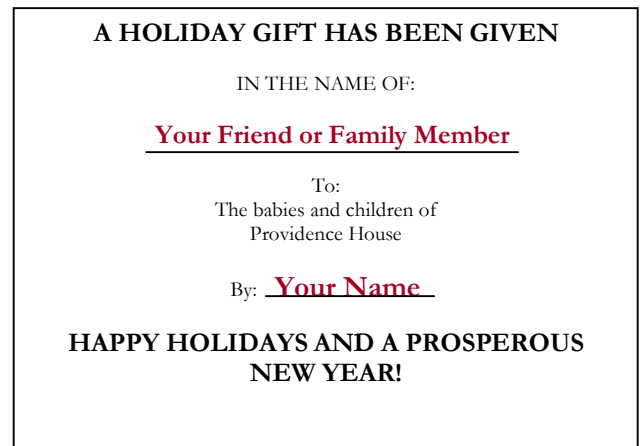 A HOLIDAY GIFT HAS BEEN GIVEN
IN THE NAME OF:
Your Friend or Family Member
To:
The babies and children of
Providence House
By: Your Name
HAPPY HOLIDAYS AND A PROSPEROUS
NEW YEAR!